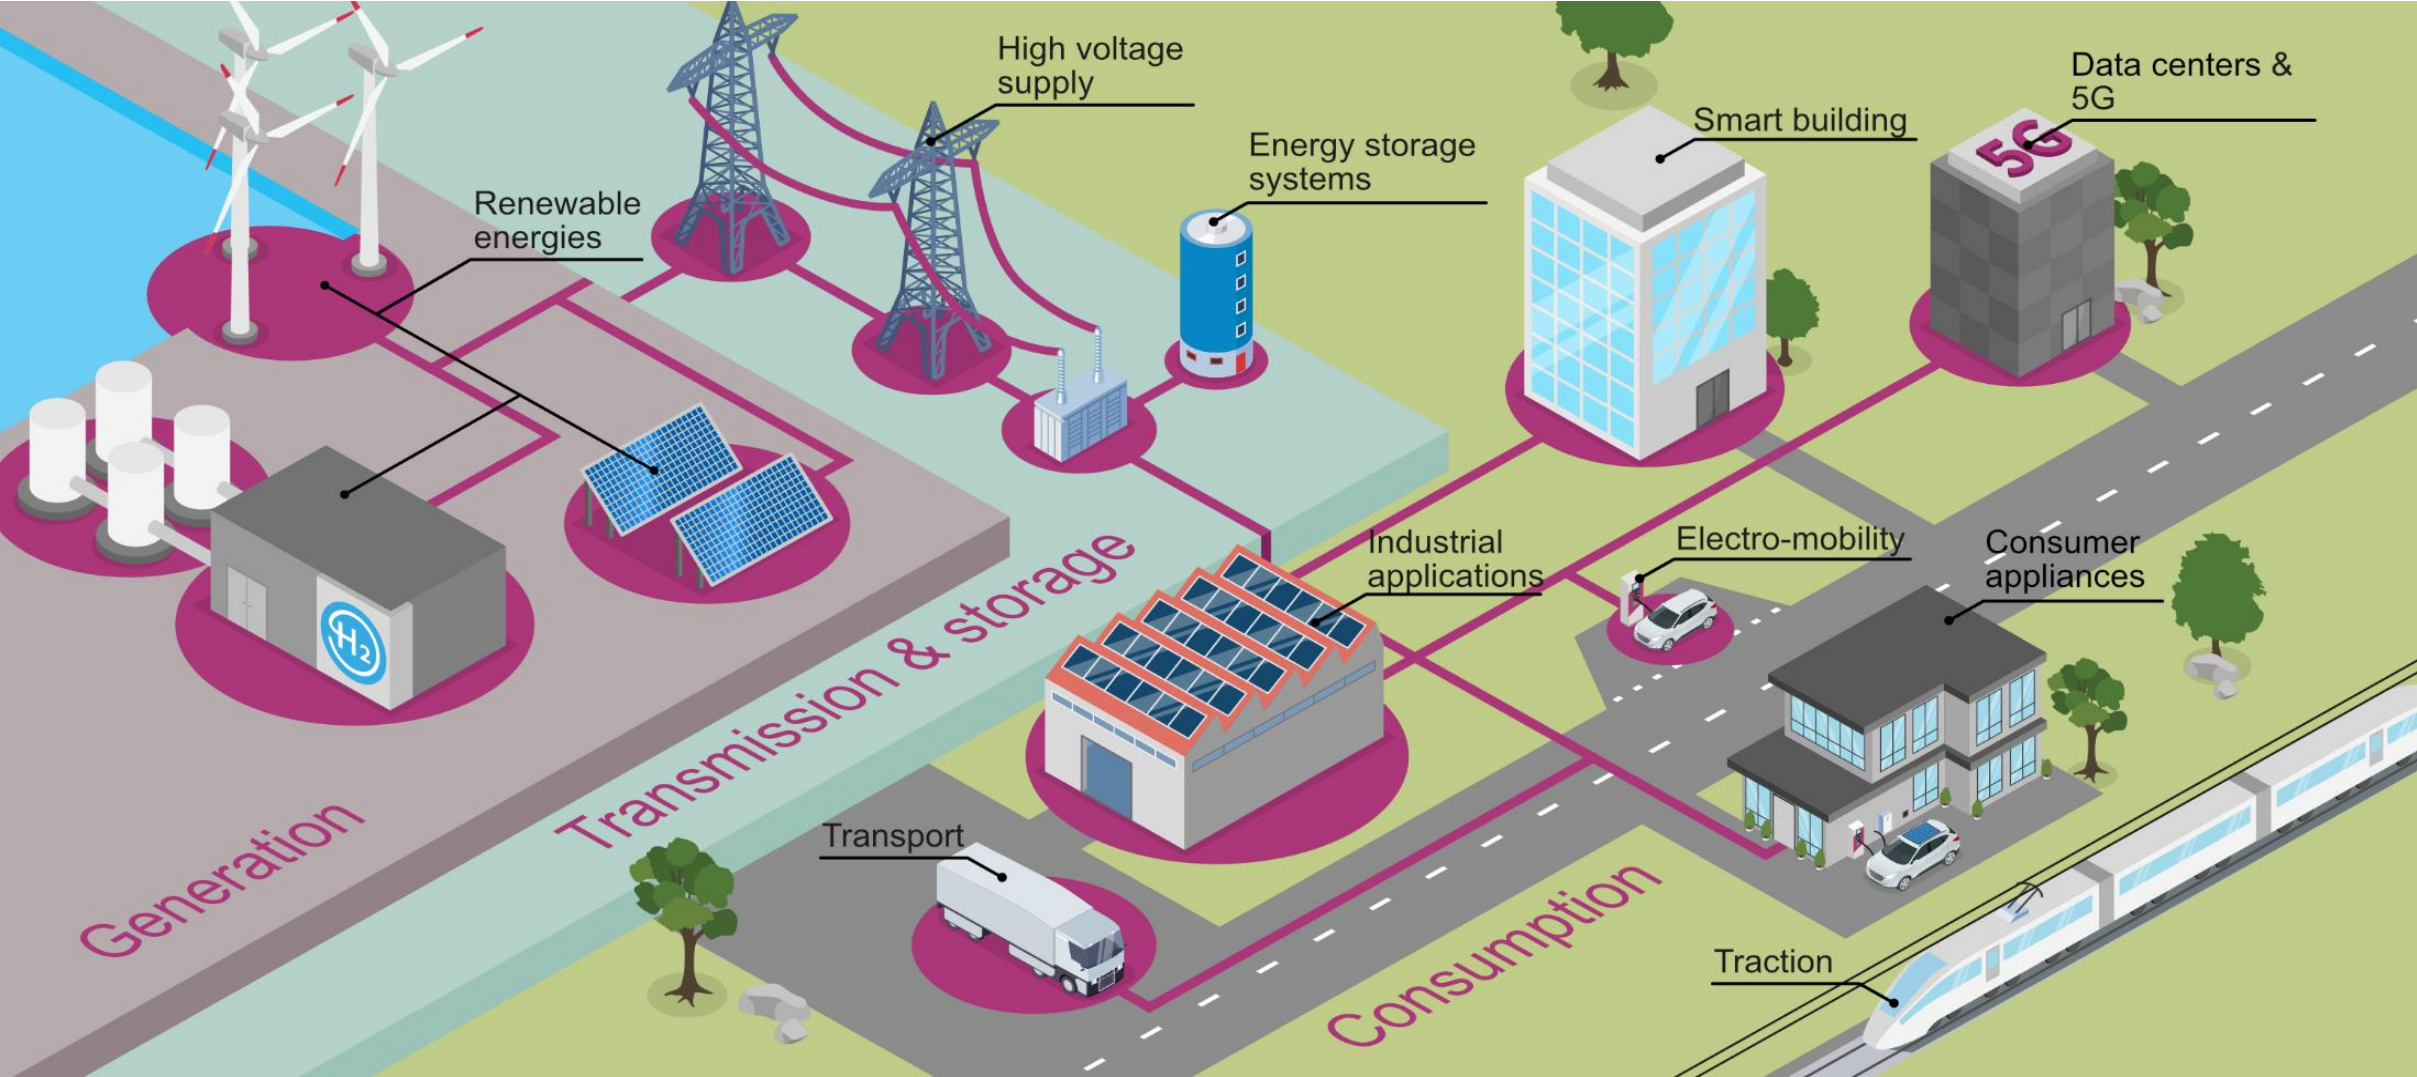 High voltage
supply
Data centers &
5G
5G
Smart building
Energy storage
systems
Renewable
energies
Industrial
applications
Electro-mobility
Consumer
appliances
H2
Transmission & storage
Generation
Transport
Consumption
Traction